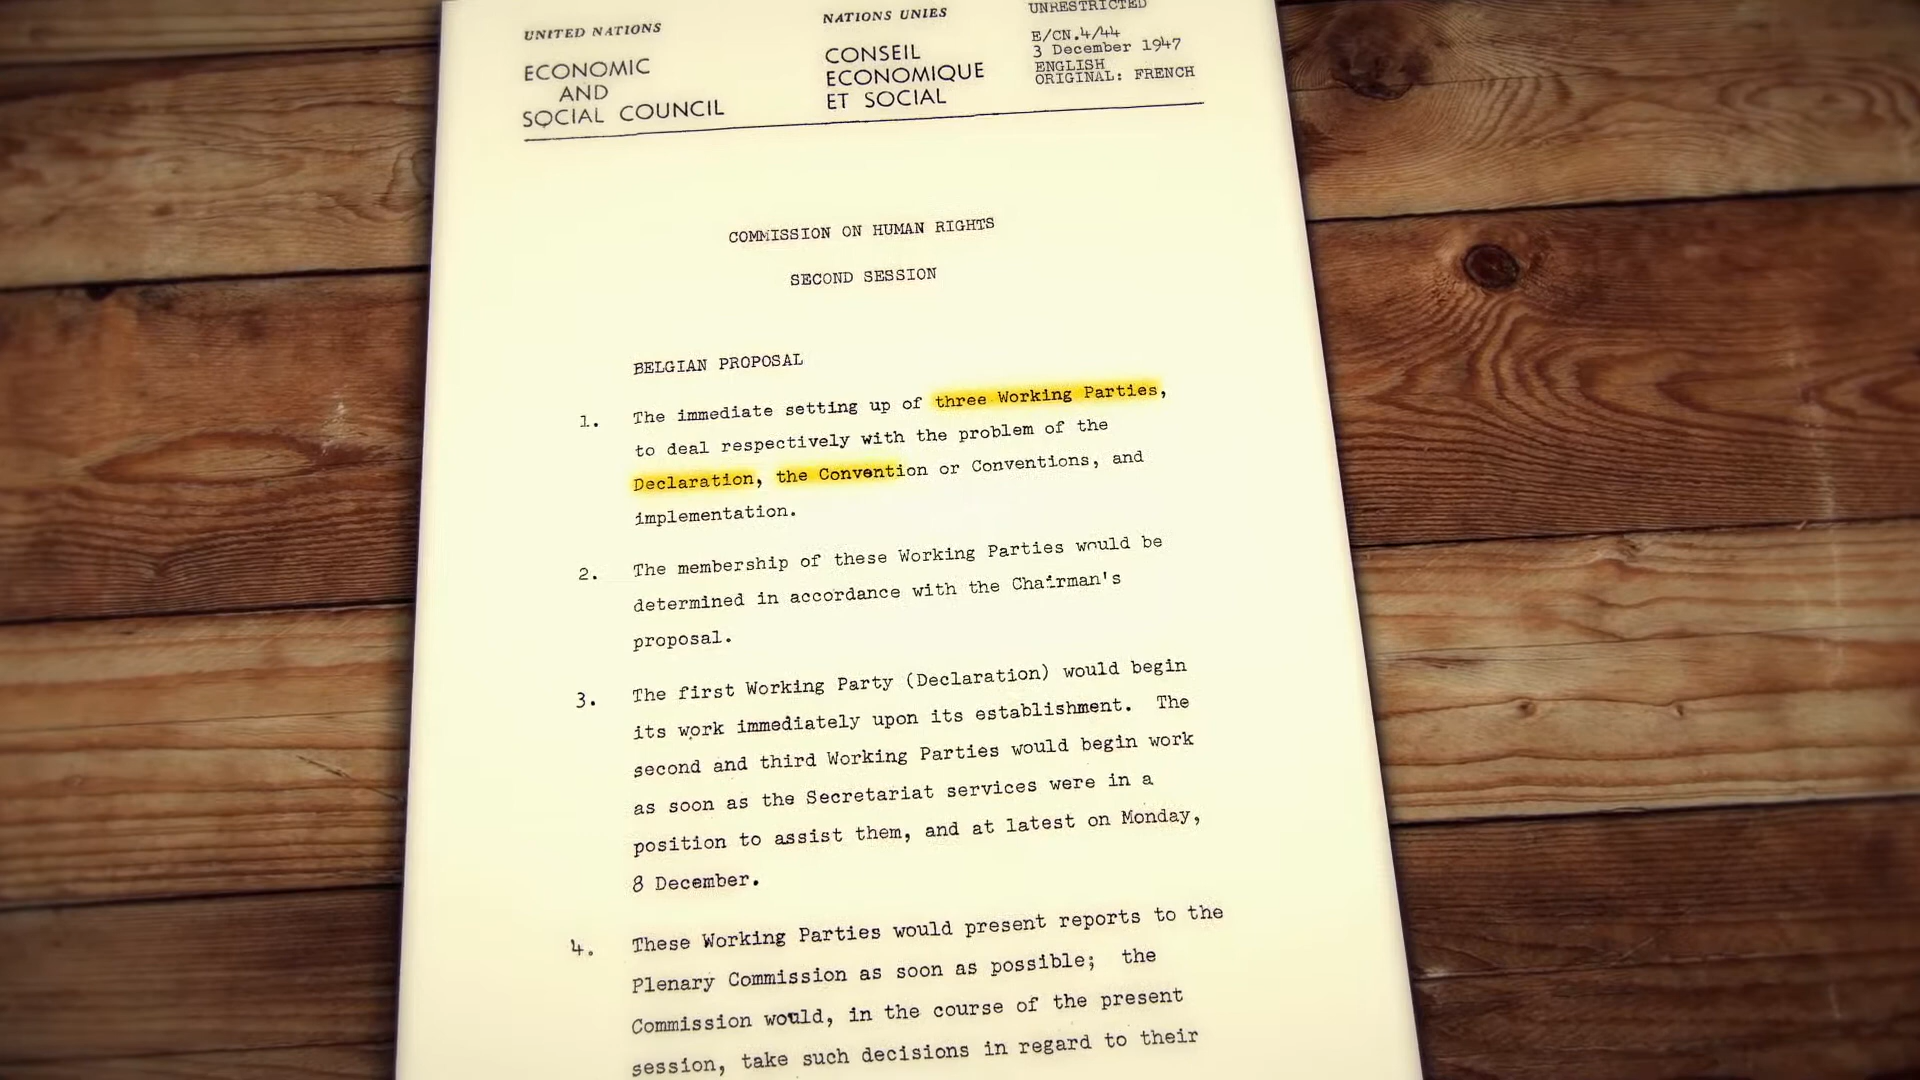 UNITED NATIONS
ECONOMIC
AND
SOCIAL COUNCIL
NATIONS UNIES
CONSEIL
ECONOMIQUE
ET SOCIAL
UNRESTRICTED
E/CN.4/44
3 December 1947
ENGLISH
ORIGINAL: FRENCH
COMMISSION ON HUMAN RIGHTS
SECOND SESSION
BELGIAN PROPOSAL
1. The immediate setting up of three Working Parties,
to deal respectively with the problem of the
Declaration, the Convention or Conventions, and
implementation.
2. The membership of these Working Parties would be
determined in accordance with the Chairman's
proposal.
3. The first Working Party (Declaration) would begin
its work immediately upon its establishment. The
second and third Working Parties would begin work
as soon as the Secretariat services were in a
position to assist them, and at latest on Monday,
8 December.
4. These Working Parties would present reports to the
Plenary Commission as soon as possible; the
Commission would, in the course of the present
session, take such decisions in regard to their